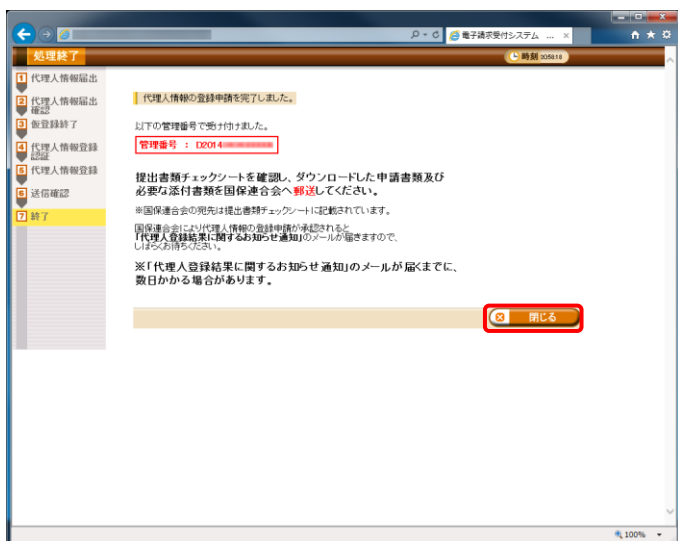 電子請求受付システム ...
処理終了
時刻 205818
1 代理人情報届出
2 代理人情報届出
確認
3 仮登録終了
4 代理人情報登録
認証
5 代理人情報登録
6 送信確認
7 終了
代理人情報の登録申請を完了しました。
以下の管理番号で受け付けました。
管理番号 : D2014
提出書類チェックシートを確認し、ダウンロードした申請書類及び
必要な添付書類を国保連合会へ郵送してください。
※国保連合会の宛先は提出書類チェックシートに記載されています。
国保連合会により代理人情報の登録申請が承認されると
「代理人登録結果に関するお知らせ通知」のメールが届きますので、
しばらくお待ちください。
※「代理人登録結果に関するお知らせ通知」のメールが届くまでに、
数日かかる場合があります。
閉じる
100%